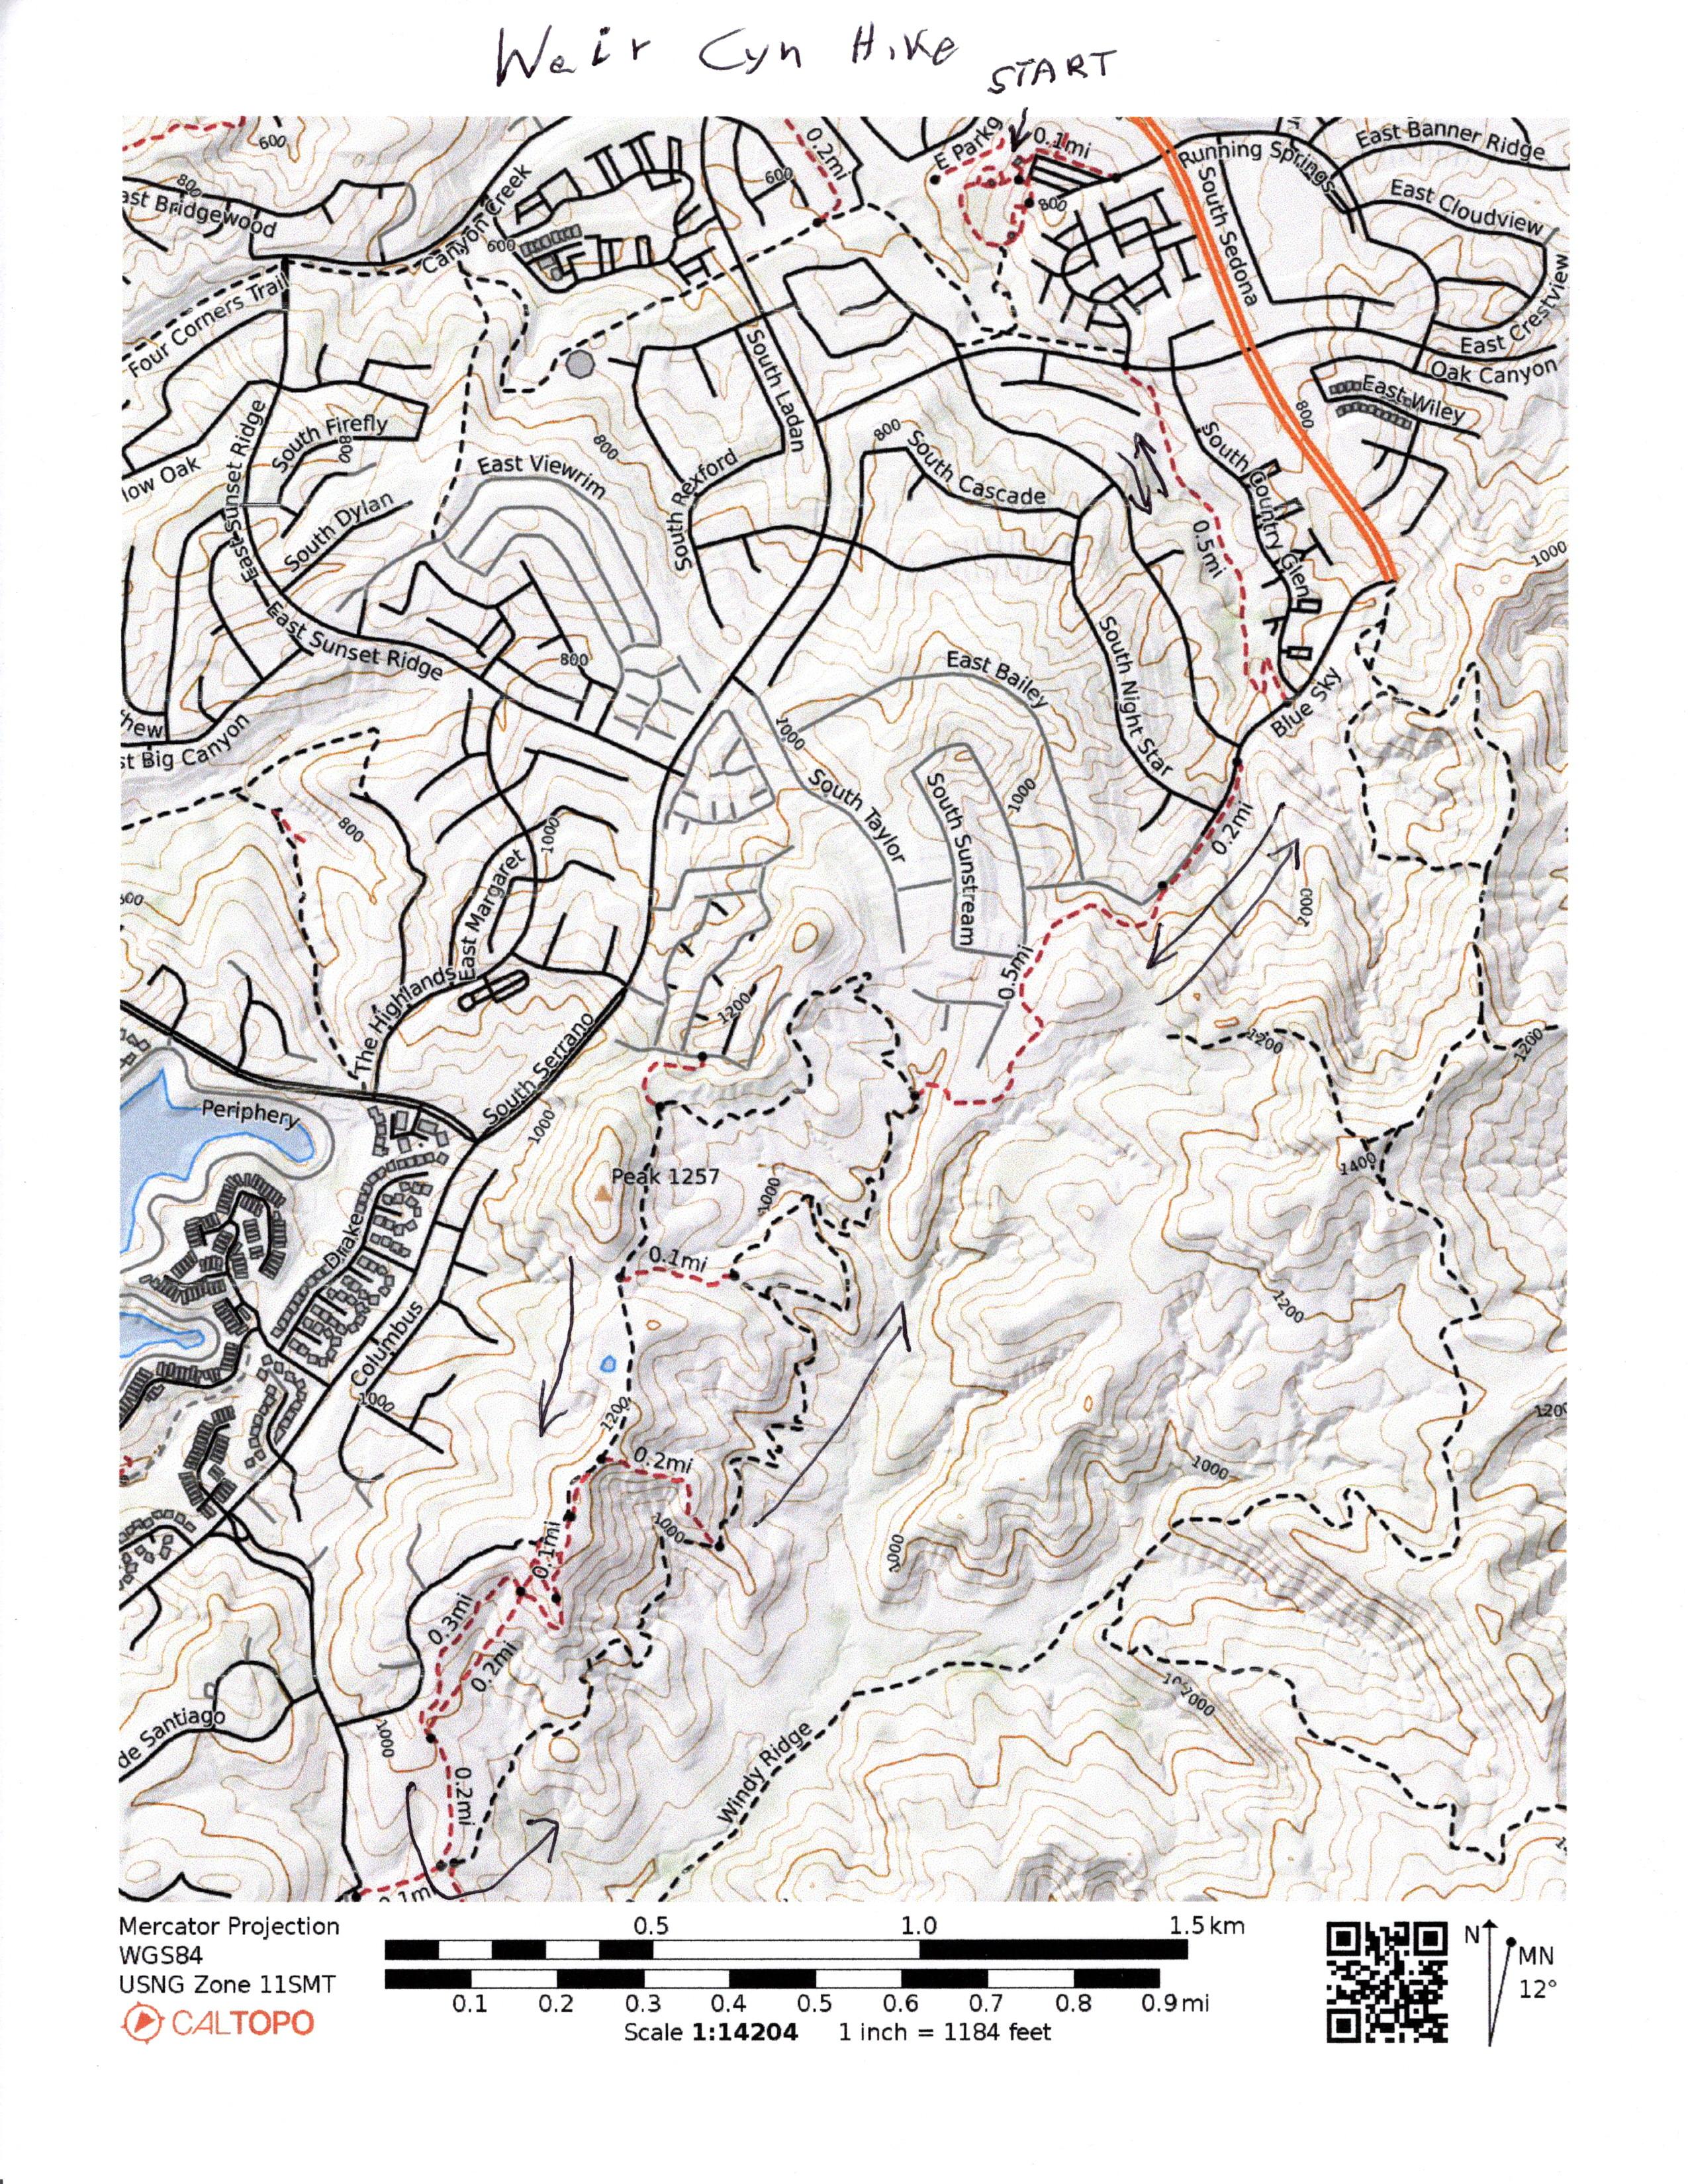 Weir Cyn Hike
START
600
0.2mi
E Parkg
0.1mi
Running Springs
East Banner Ridge
800
ast Bridgewood
Canyon Creek
600
600
800
South Sedona
East Cloudview
East Crestview
Four Corners Trail
South Ladan
Oak Canyon
East Wiley
800
low Oak
East Sunset Ridge
South Firefly
800
South Dylan
East Viewrim
800
South Rexford
800
South Cascade
South Country Glen
0.5mi
1000
East Sunset Ridge
800
East Bailey
South Night Star
Blue Sky
hew
st Big Canyon
1000
South Taylor
South Sunstream
1000
0.2mi
800
1000
East Margaret
600
1000
The Highlands
1200
0.5mi
South Serrano
1000
1200
1200
Periphery
1400
Peak 1257
1000
Drake
0.1mi
1200
Columbus
1000
1200
120
0.2mi
1000
1000
1000
0.1mi
0.3mi
0.2mi
1000
de Santiago
1000
0.2mi
Windy Ridge
0.1mi
Mercator Projection
WGS84
USNG Zone 11SMT
CALTOPO
0.5 1.0 1.5 km
0.1 0.2 0.3 0.4 0.5 0.6 0.7 0.8 0.9 mi
Scale 1:14204 1 inch = 1184 feet
N
MN
12°